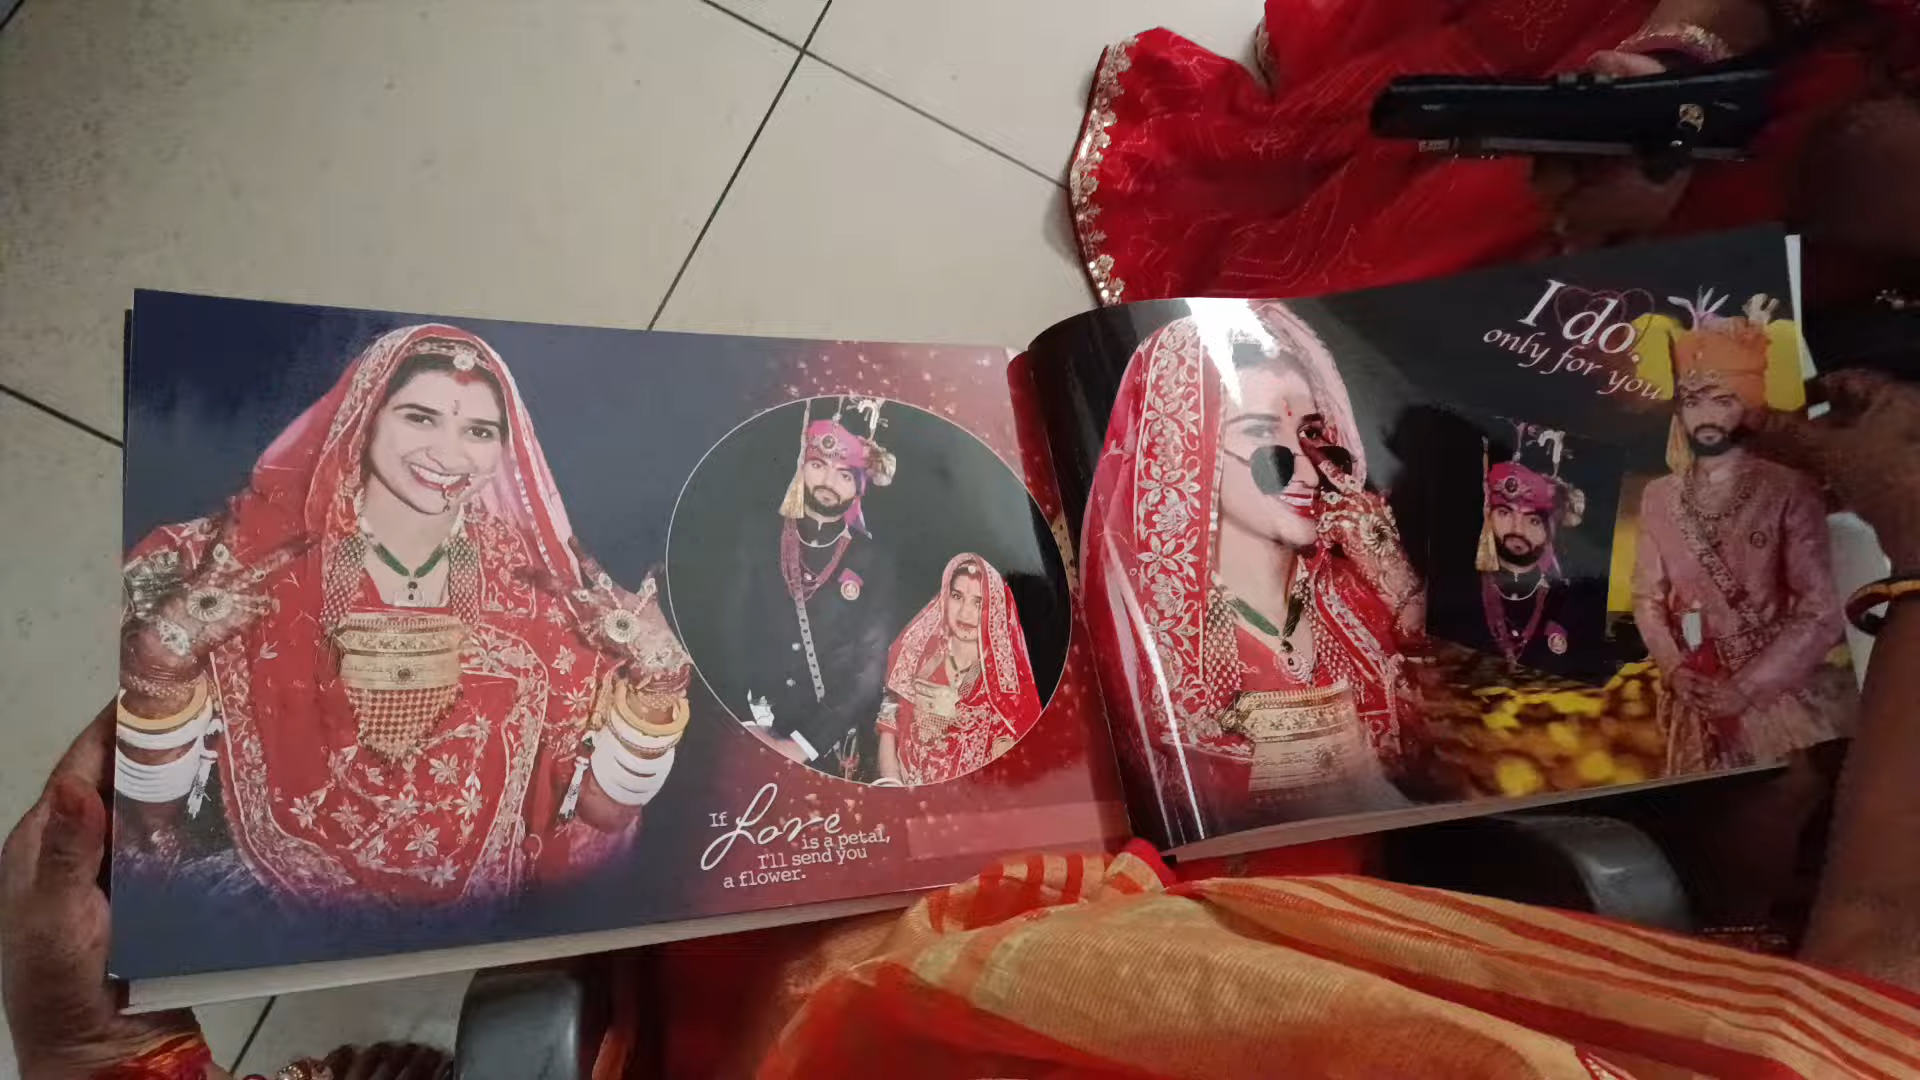 If Love
is a petal,
I'll send you
a flower.
I do.
only for you